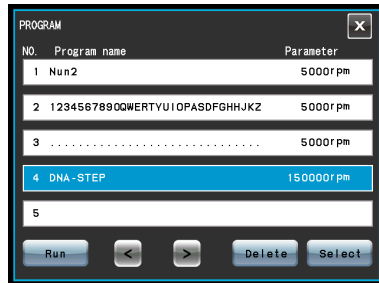 PROGRAM X
NO. Program name Parameter
1 Nun2 5000rpm
2 1234567890QWERTYUIOPASDFGHHJKZ 5000rpm
3 .............................. 5000rpm
4 DNA-STEP 150000rpm
5
Run < > Delete Select